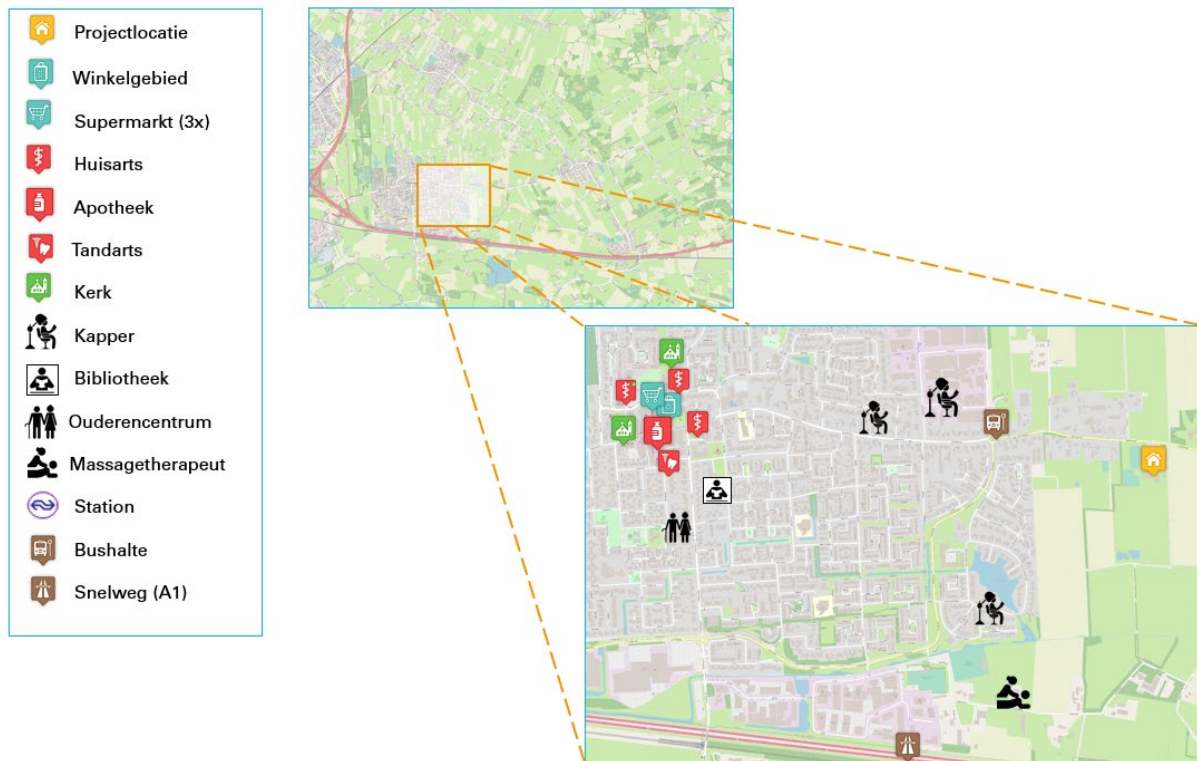 Projectlocatie
Winkelgebied
Supermarkt (3x)
Huisarts
Apotheek
Tandarts
Kerk
Kapper
Bibliotheek
Ouderencentrum
Massagetherapeut
Station
Bushalte
Snelweg (A1)